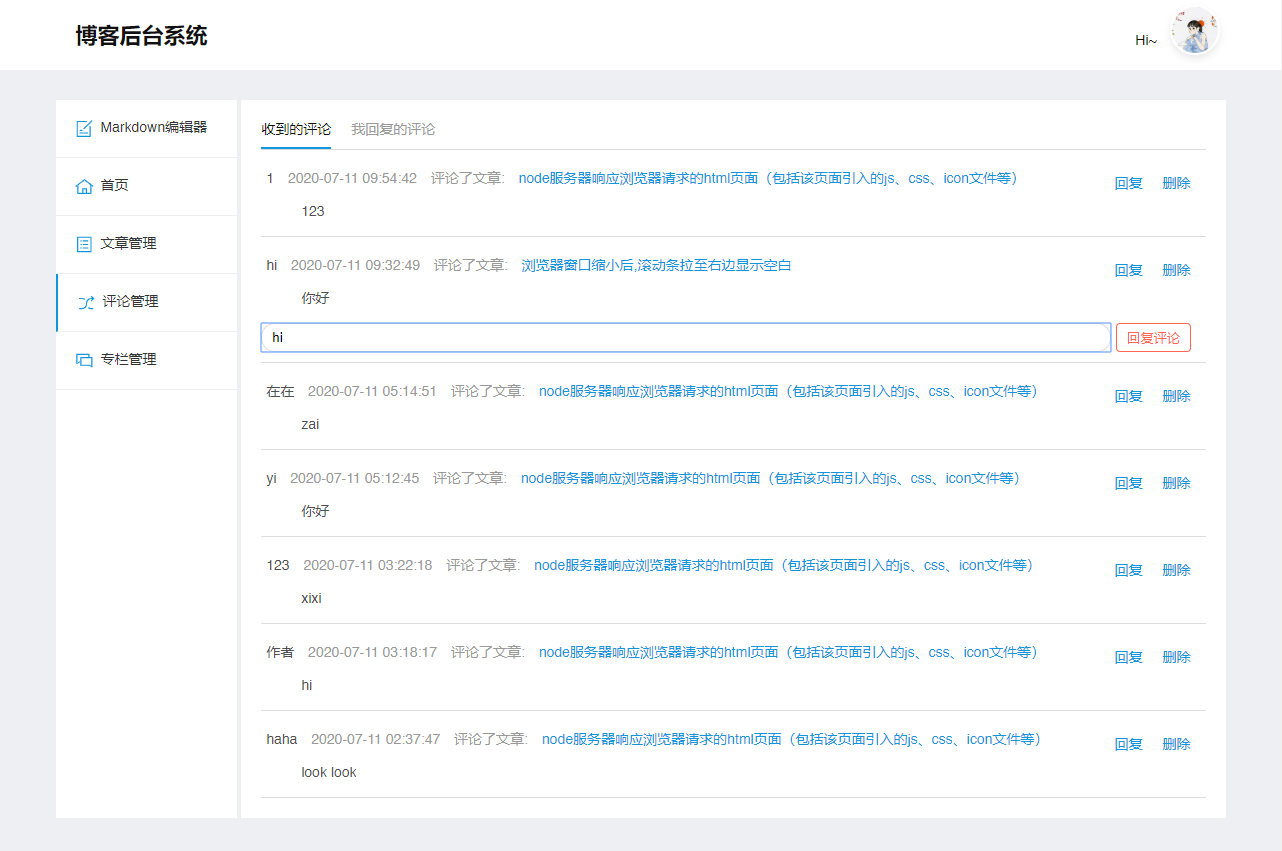 博客后台系统
Hi~
Markdown编辑器
首页
文章管理
评论管理
专栏管理
收到的评论 我回复的评论
1 2020-07-11 09:54:42 评论了文章: node服务器响应浏览器请求的html页面（包括该页面引入的js、css、icon文件等） 回复 删除
123
hi 2020-07-11 09:32:49 评论了文章: 浏览器窗口缩小后,滚动条拉至右边显示空白 回复 删除
你好
hi 回复评论
在在 2020-07-11 05:14:51 评论了文章: node服务器响应浏览器请求的html页面（包括该页面引入的js、css、icon文件等） 回复 删除
zai
yi 2020-07-11 05:12:45 评论了文章: node服务器响应浏览器请求的html页面（包括该页面引入的js、css、icon文件等） 回复 删除
你好
123 2020-07-11 03:22:18 评论了文章: node服务器响应浏览器请求的html页面（包括该页面引入的js、css、icon文件等） 回复 删除
xixi
作者 2020-07-11 03:18:17 评论了文章: node服务器响应浏览器请求的html页面（包括该页面引入的js、css、icon文件等） 回复 删除
hi
haha 2020-07-11 02:37:47 评论了文章: node服务器响应浏览器请求的html页面（包括该页面引入的js、css、icon文件等） 回复 删除
look look